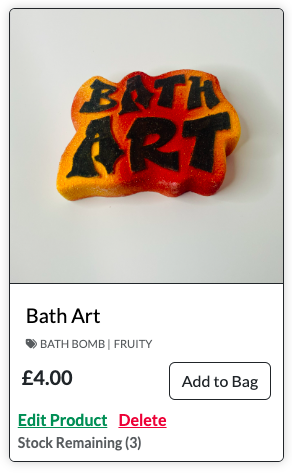 BATH
ART
Bath Art
BATH BOMB | FRUITY
£4.00
Add to Bag
Edit Product Delete
Stock Remaining (3)